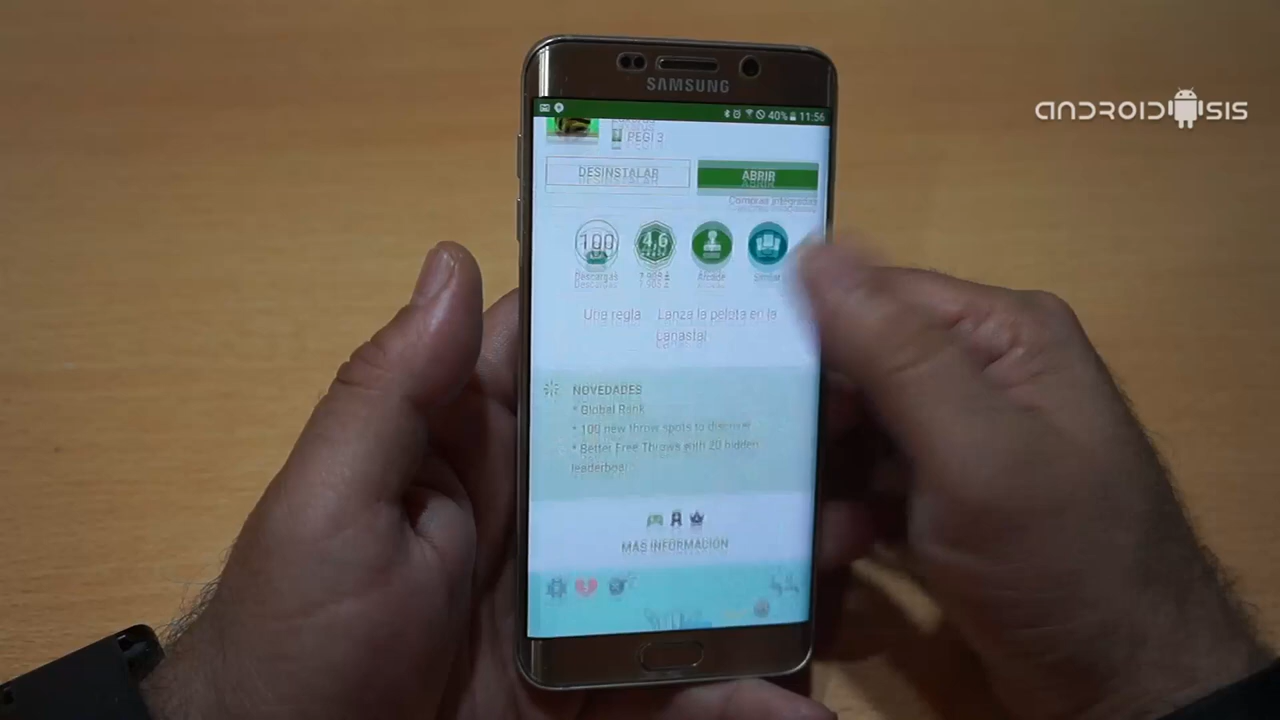 SAMSUNG
ANDROIDSIS
40% 11:56
PEGI 3
DESINSTALAR
ABRIR
Compras integradas
100
4,6
Descargas
Arcade
Similar
Una regla Lanza la pelota en la
canasta!
NOVEDADES
* Global Rank
* 100 new throw spots to discover
* Better Free Throws with 20 hidden
leaderboard
MÁS INFORMACIÓN